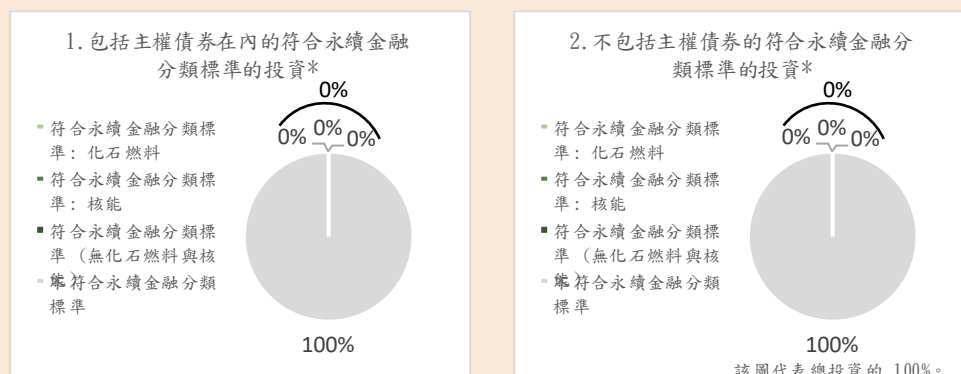 1.包括主權債券在內的符合永續金融
分類標準的投資*
0%
0%
0%
0%
符合永續金融分類標
準：化石燃料
符合永續金融分類標
準：核能
符合永續金融分類標
準（無化石燃料與核
能）
未符合永續金融分類
標準
100%
2.不包括主權債券的符合永續金融分
類標準的投資*
0%
0%
0%
0%
符合永續金融分類標
準：化石燃料
符合永續金融分類標
準：核能
符合永續金融分類標
準（無化石燃料與核
能）
未符合永續金融分類
標準
100%
該圖代表總投資的 100%。